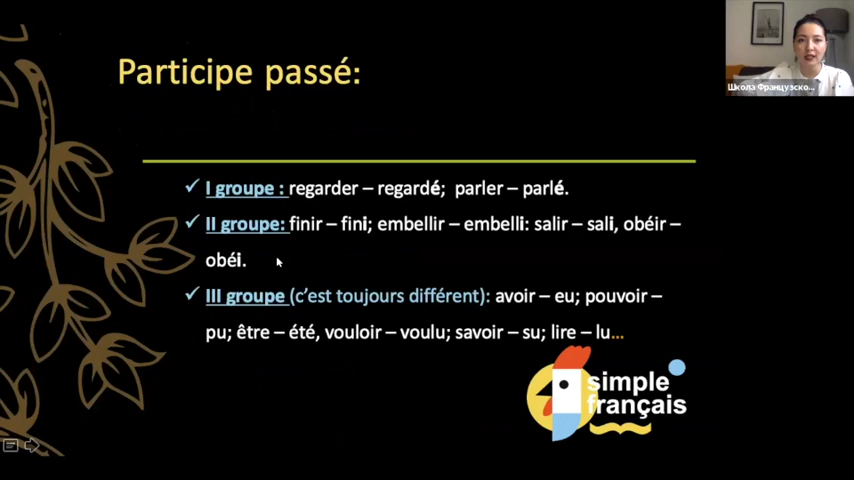 Participe passé:
Школа Французско...
I groupe : regarder – regardé; parler – parlé.
II groupe: finir – fini; embellir – embelli: salir – sali, obéir –
obéi.
III groupe (c’est toujours différent): avoir – eu; pouvoir –
pu; être – été, vouloir – voulu; savoir – su; lire – lu...
simple
français